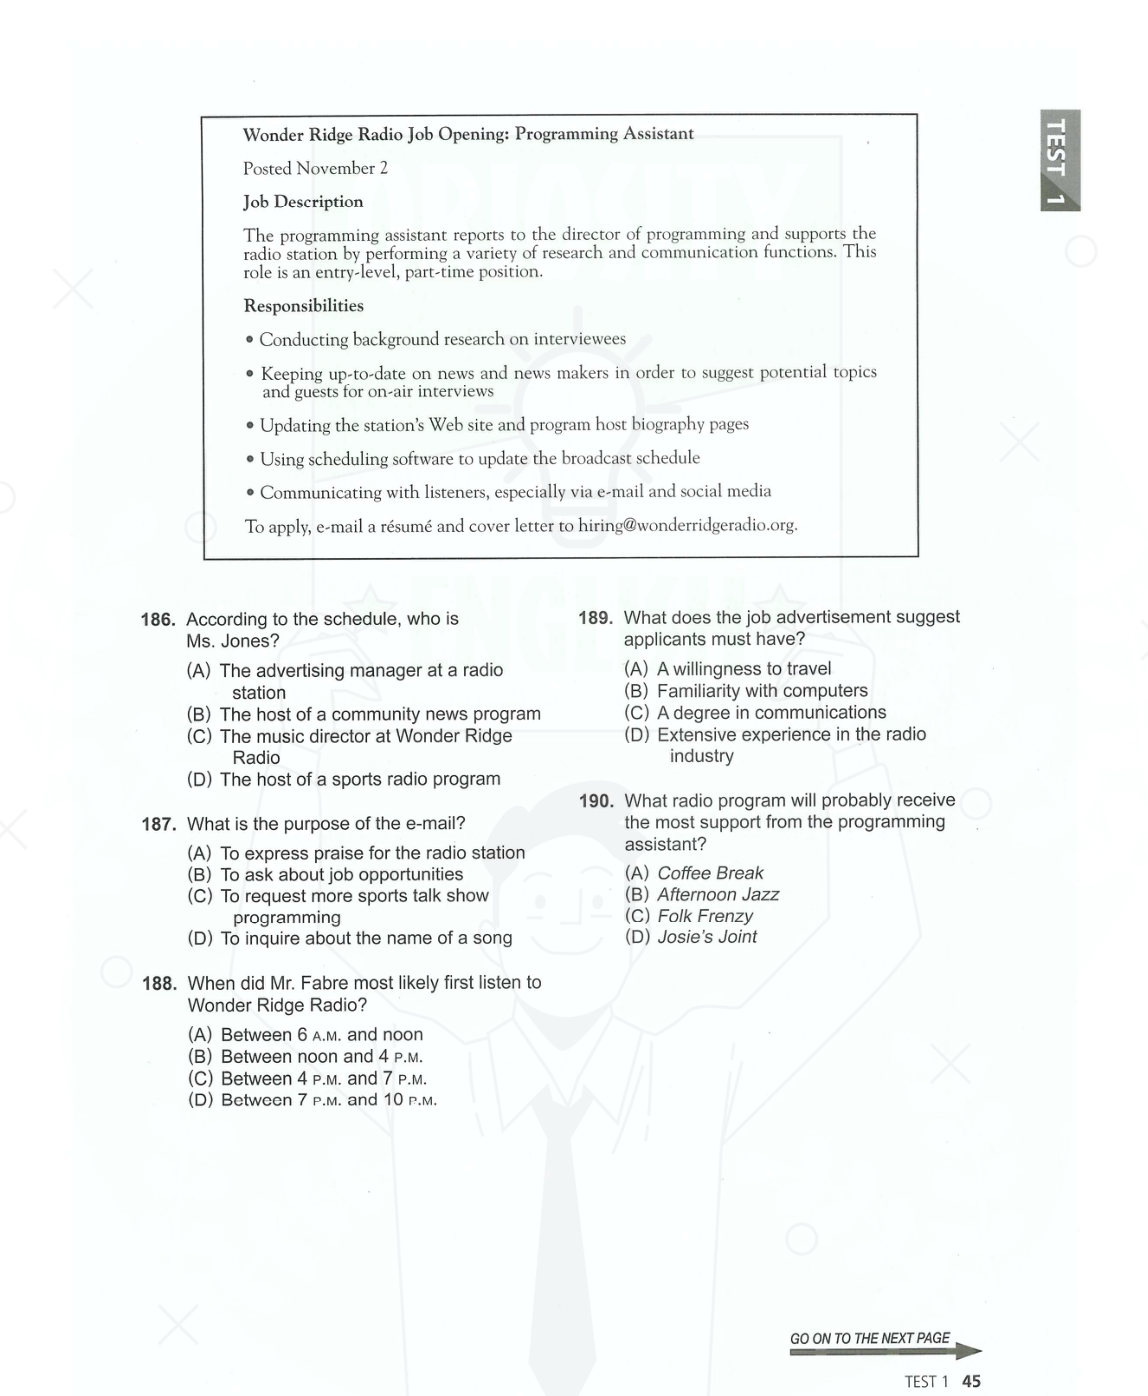 TEST 1
Wonder Ridge Radio Job Opening: Programming Assistant
Posted November 2
Job Description
The programming assistant reports to the director of programming and supports the
radio station by performing a variety of research and communication functions. This
role is an entry-level, part-time position.
Responsibilities
• Conducting background research on interviewees
• Keeping up-to-date on news and news makers in order to suggest potential topics
and guests for on-air interviews
• Updating the station's Web site and program host biography pages
• Using scheduling software to update the broadcast schedule
• Communicating with listeners, especially via e-mail and social media
To apply, e-mail a résumé and cover letter to hiring@wonderridgeradio.org.
186. According to the schedule, who is
Ms. Jones?
(A) The advertising manager at a radio
station
(B) The host of a community news program
(C) The music director at Wonder Ridge
Radio
(D) The host of a sports radio program
187. What is the purpose of the e-mail?
(A) To express praise for the radio station
(B) To ask about job opportunities
(C) To request more sports talk show
programming
(D) To inquire about the name of a song
188. When did Mr. Fabre most likely first listen to
Wonder Ridge Radio?
(A) Between 6 A.M. and noon
(B) Between noon and 4 P.M.
(C) Between 4 P.M. and 7 P.M.
(D) Between 7 P.M. and 10 P.M.
189. What does the job advertisement suggest
applicants must have?
(A) A willingness to travel
(B) Familiarity with computers
(C) A degree in communications
(D) Extensive experience in the radio
industry
190. What radio program will probably receive
the most support from the programming
assistant?
(A) Coffee Break
(B) Afternoon Jazz
(C) Folk Frenzy
(D) Josie's Joint
GO ON TO THE NEXT PAGE
TEST 1 45